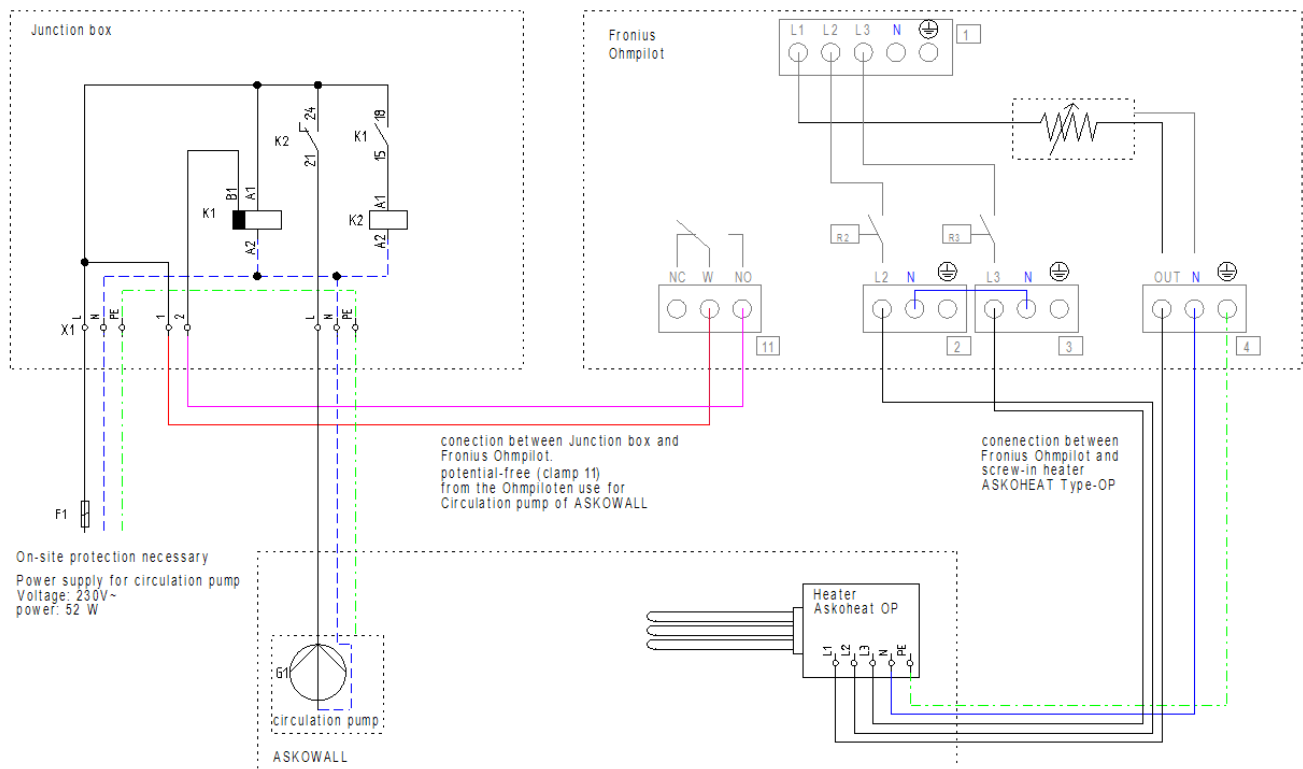 Junction box
24
K2
21
18
K1
15
B1
A1
K1
A2
A1
K2
A2
L
N
PE
1
2
L
N
PE
X1
Fronius
Ohmpilot
L1 L2 L3 N
1
R2
R3
NC W NO
11
L2 N
2
L3 N
3
OUT N
4
conection between Junction box and
Fronius Ohmpilot.
potential-free (clamp 11)
from the Ohmpiloten use for
Circulation pump of ASKOWALL
conenection between
Fronius Ohmpilot and
screw-in heater
ASKOHEAT Type-OP
F1
On-site protection necessary
Power supply for circulation pump
Voltage: 230V~
power: 52 W
G1
circulation pump
ASKOWALL
Heater
Askoheat OP
L1
L2
L3
N
PE